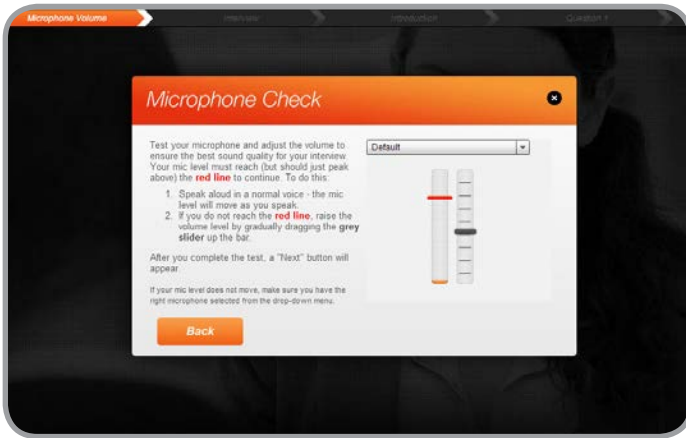 Microphone Volume
Interview
Introduction
Question 1
Microphone Check
Test your microphone and adjust the volume to
ensure the best sound quality for your interview.
Your mic level must reach (but should just peak
above) the red line to continue. To do this:
1. Speak aloud in a normal voice - the mic
level will move as you speak.
2. If you do not reach the red line, raise the
volume level by gradually dragging the grey
slider up the bar.
After you complete the test, a "Next" button will
appear
If your mic level does not move, make sure you have the
right microphone selected from the drop-down menu.
Default
Back